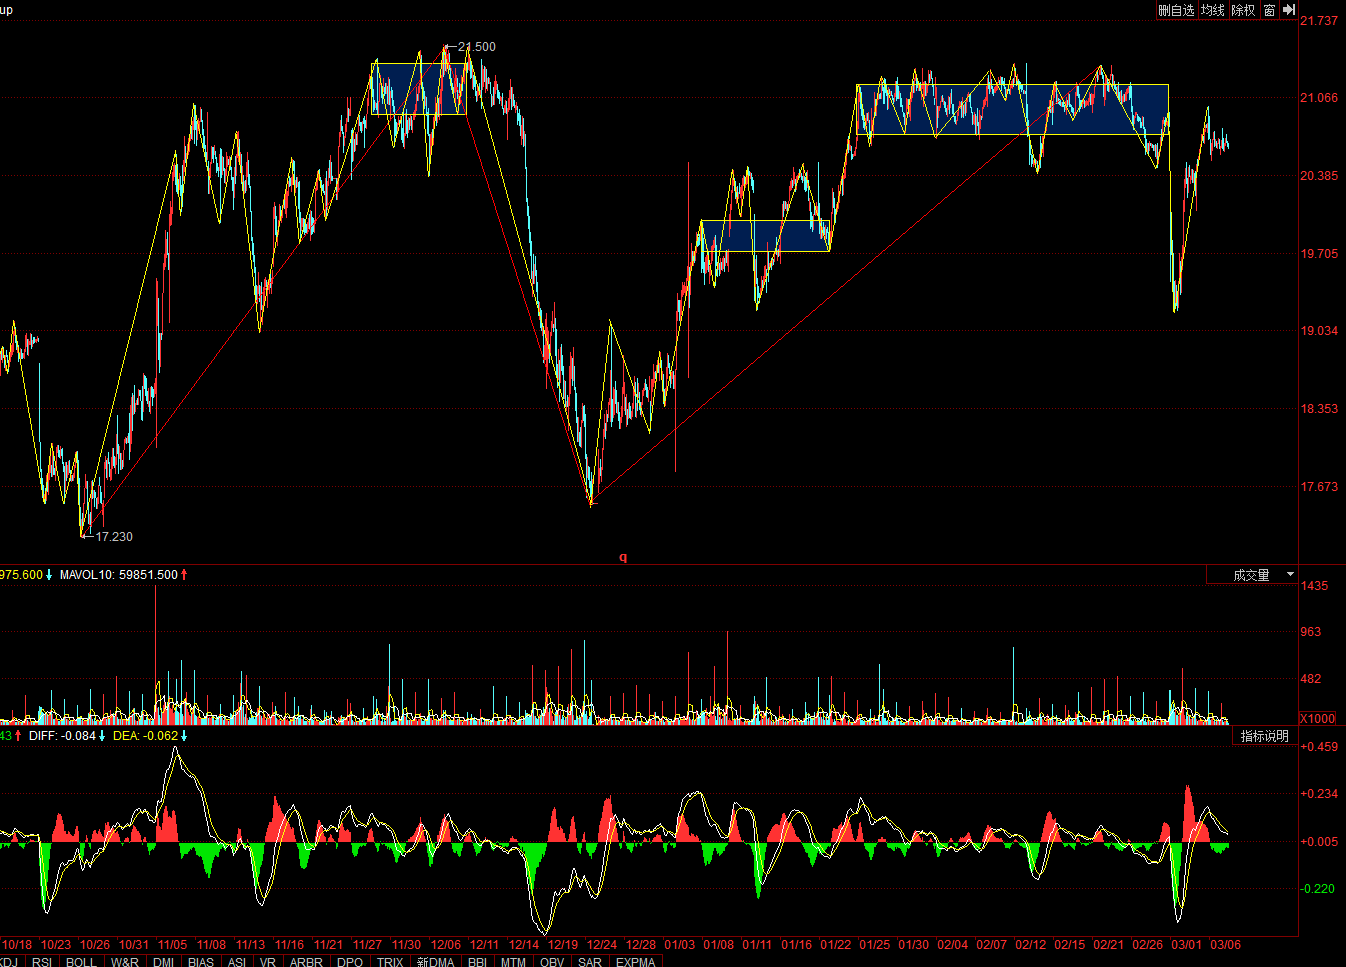 up
删自选 均线 除权 窗
21.737
21.500
21.066
20.385
19.705
19.034
18.353
17.673
17.230
q
975.600 MAVOL10: 59851.500
成交量
1435
963
482
X1000
43 DIFF: -0.084 DEA: -0.062
指标说明
+0.459
+0.234
+0.005
-0.220
10/18 10/23 10/26 10/31 11/05 11/08 11/13 11/16 11/21 11/27 11/30 12/06 12/11 12/14 12/19 12/24 12/28 01/03 01/08 01/11 01/16 01/22 01/25 01/30 02/04 02/07 02/12 02/15 02/21 02/26 03/01 03/06
KDJ RSI BOLL W&R DMI BIAS ASI VR ARBR DPO TRIX 新DMA BBI MTM OBV SAR EXPMA